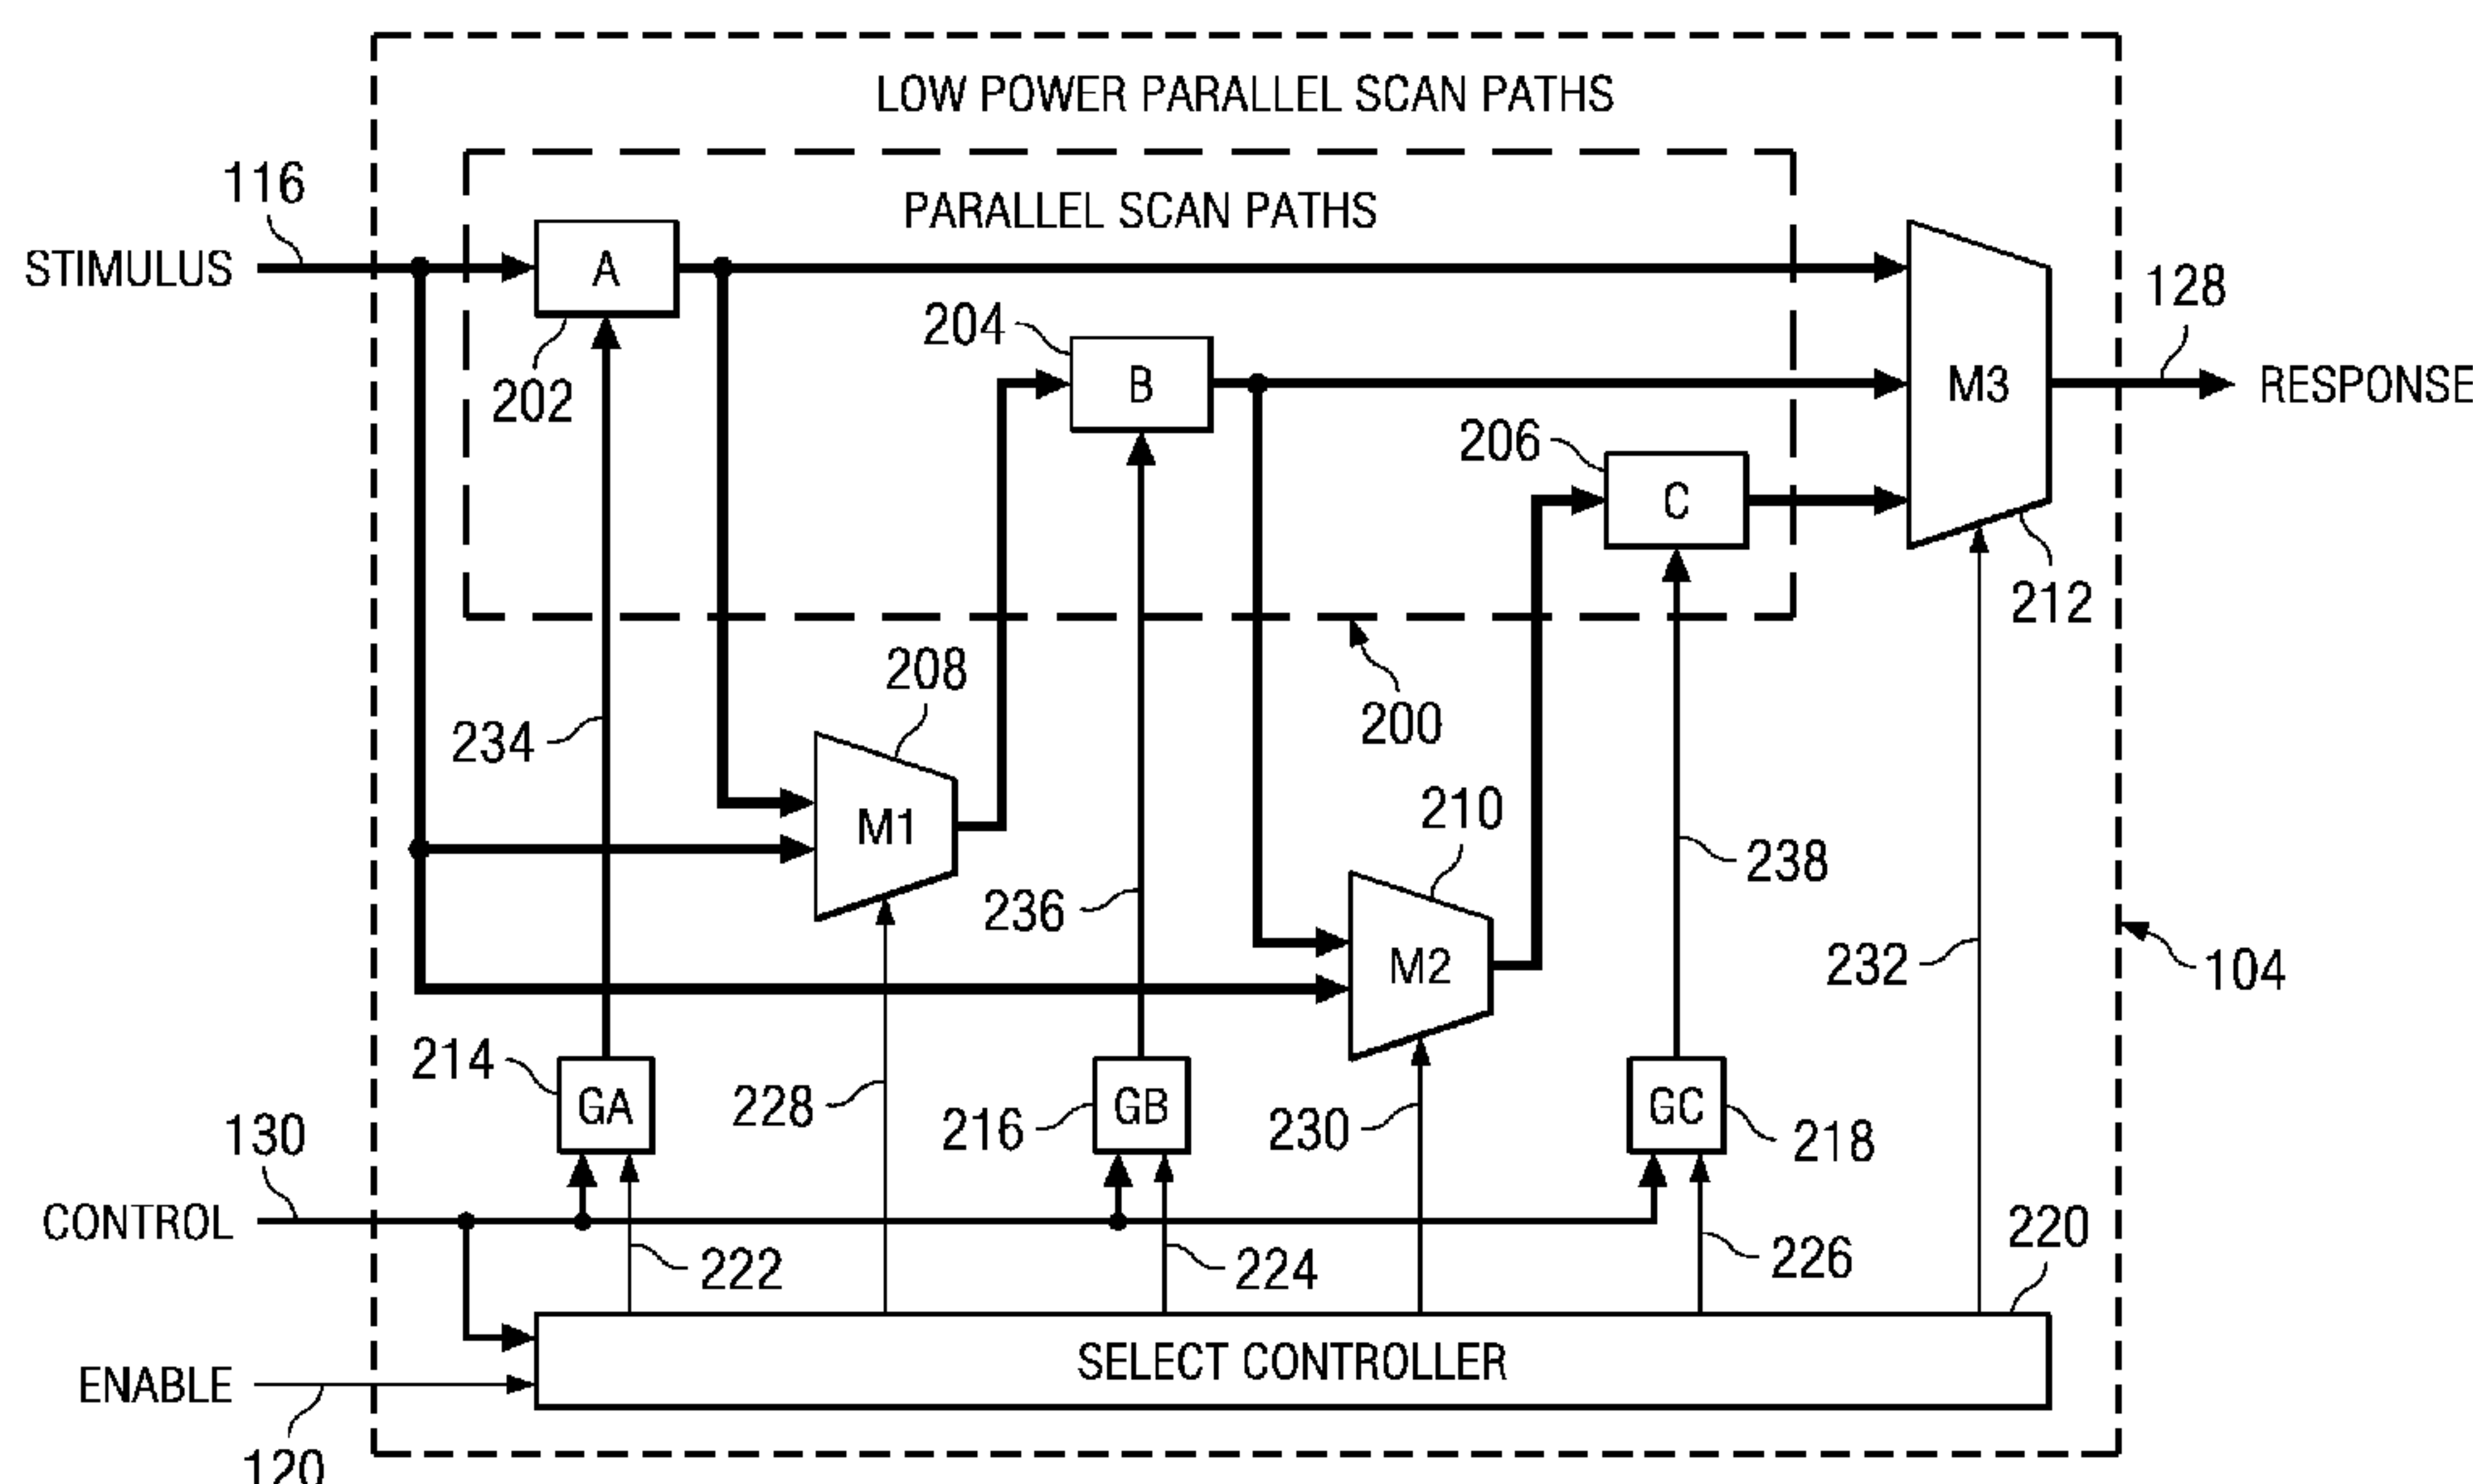 LOW POWER PARALLEL SCAN PATHS
116
PARALLEL SCAN PATHS
STIMULUS
A
128
204
B
M3
RESPONSE
202
206
C
212
208
200
234
210
M1
238
236
M2
232
104
214
GA
228
216
GB
230
GC
218
130
CONTROL
222
224
226
220
SELECT CONTROLLER
ENABLE
120